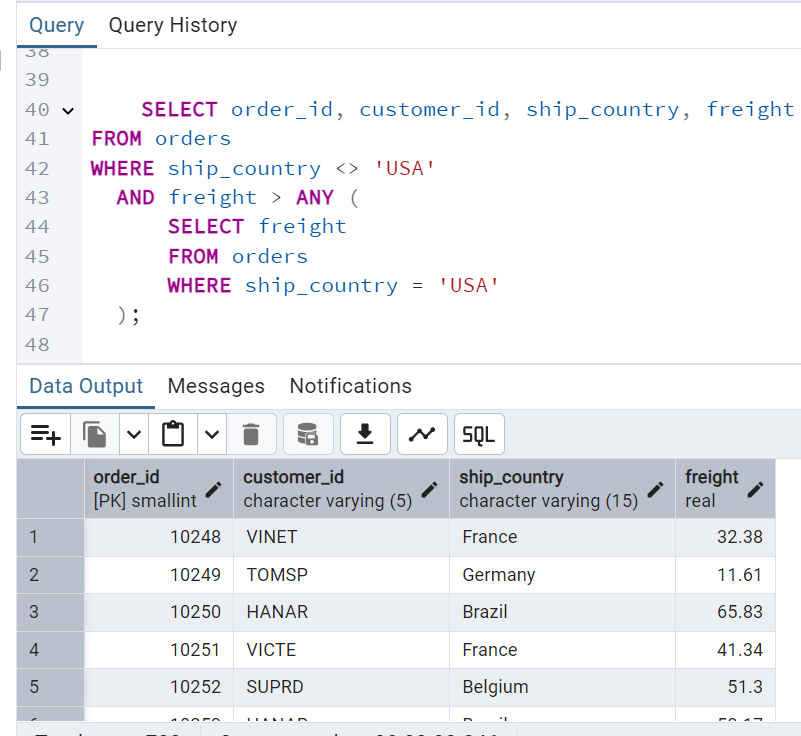 Query Query History
38
39
40 SELECT order_id, customer_id, ship_country, freight
41 FROM orders
42 WHERE ship_country <> 'USA'
43 AND freight > ANY (
44 SELECT freight
45 FROM orders
46 WHERE ship_country = 'USA'
47 );
48
Data Output Messages Notifications
SQL
order_id customer_id ship_country freight
[PK] smallint character varying (5) character varying (15) real
1 10248 VINET France 32.38
2 10249 TOMSP Germany 11.61
3 10250 HANAR Brazil 65.83
4 10251 VICTE France 41.34
5 10252 SUPRD Belgium 51.3